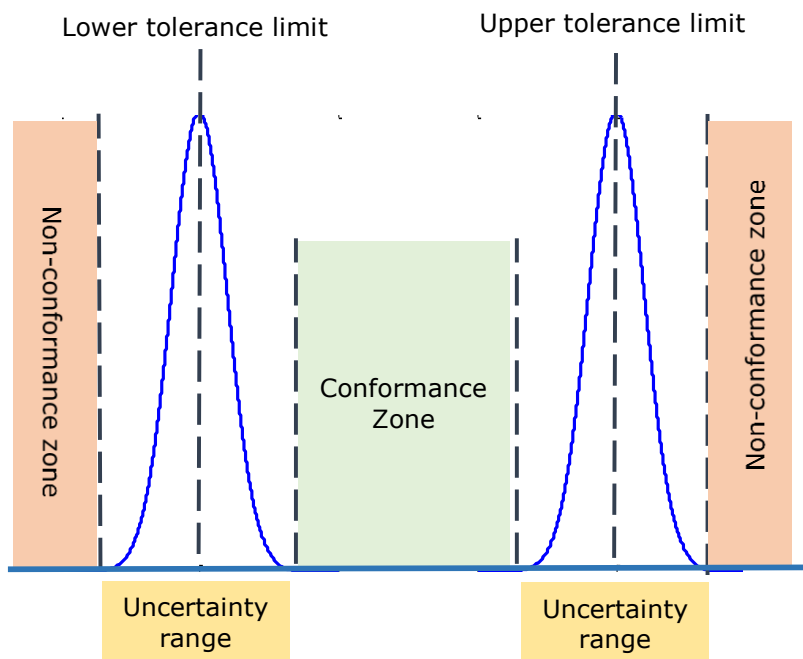 Lower tolerance limit
Upper tolerance limit
Non-conformance zone
Conformance
Zone
Non-conformance zone
Uncertainty
range
Uncertainty
range